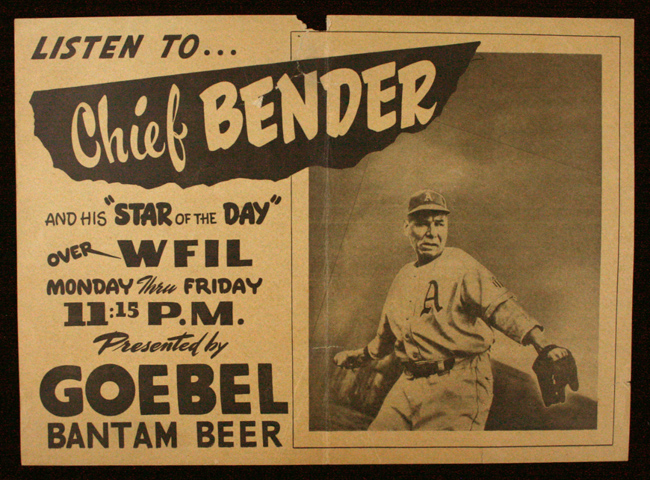 LISTEN TO...
Chief BENDER
AND HIS "STAR OF THE DAY"
OVER WFIL
MONDAY Thru FRIDAY
11:15 P.M.
Presented by
GOEBEL
BANTAM BEER
A
A